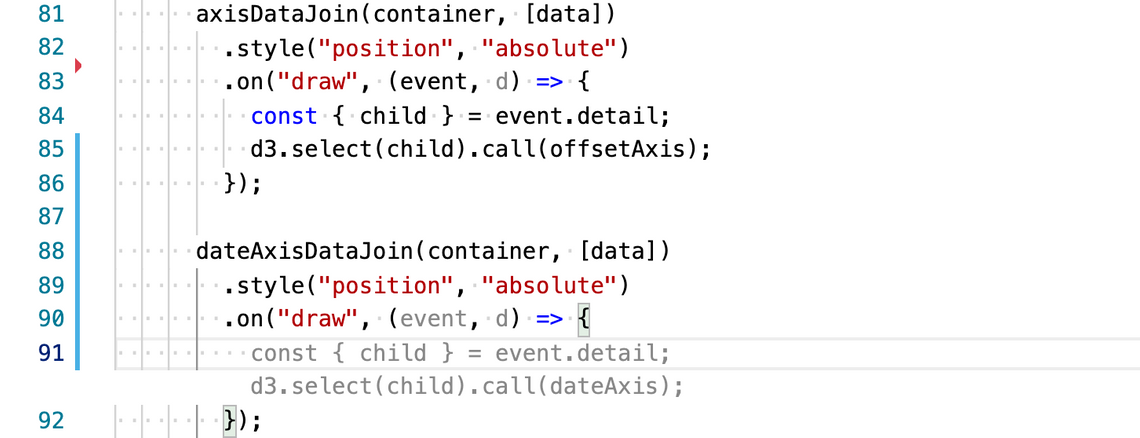 81 axisDataJoin(container, [data])
82 .style("position", "absolute")
83 .on("draw", (event, d) => {
84 const { child } = event.detail;
85 d3.select(child).call(offsetAxis);
86 });
87
88 dateAxisDataJoin(container, [data])
89 .style("position", "absolute")
90 .on("draw", (event, d) => {
91 const { child } = event.detail;
d3.select(child).call(dateAxis);
92 });